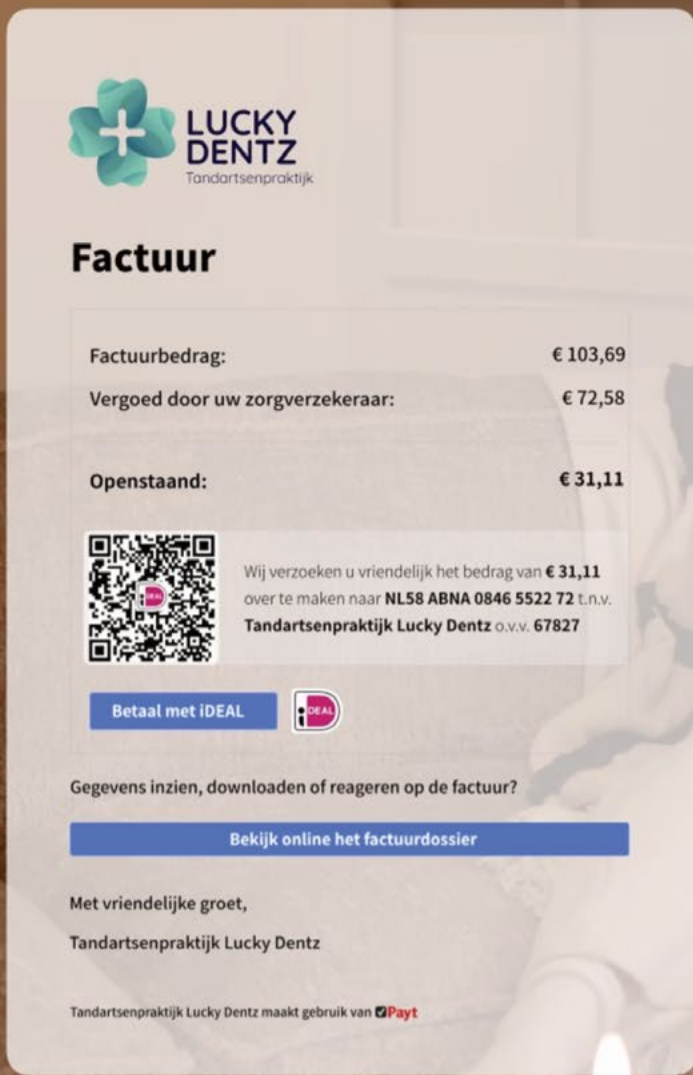 LUCKY
DENTZ
Tandartsenpraktijk
Factuur
Factuurbedrag: € 103,69
Vergoed door uw zorgverzekeraar: € 72,58
Openstaand: € 31,11
Wij verzoeken u vriendelijk het bedrag van € 31,11
over te maken naar NL58 ABNA 0846 5522 72 t.n.v.
Tandartsenpraktijk Lucky Dentz o.v.v. 67827
iDEAL
Betaal met iDEAL
iDEAL
Gegevens inzien, downloaden of reageren op de factuur?
Bekijk online het factuurdossier
Met vriendelijke groet,
Tandartsenpraktijk Lucky Dentz
Tandartsenpraktijk Lucky Dentz maakt gebruik van Payt